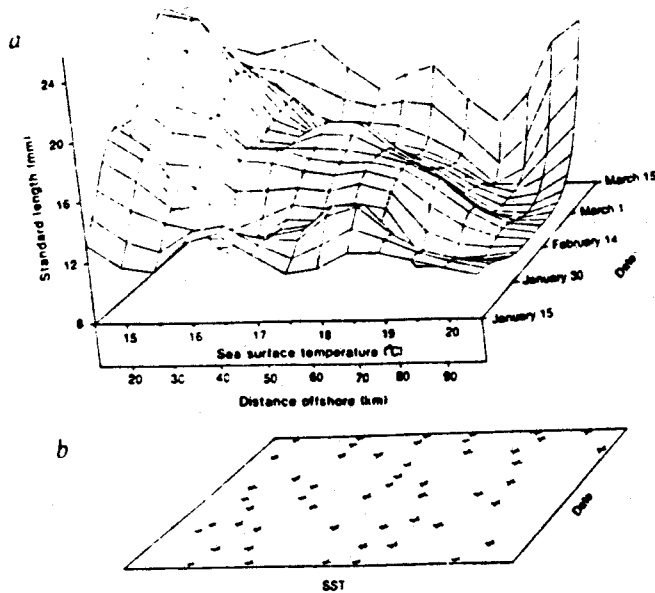 a
24
20
16
12
8
Standard length (mm)
March 15
March 1
February 14
January 30
January 15
Date
15 16 17 18 19 20
Sea surface temperature (°C)
20 30 40 50 60 70 80 90
Distance offshore (km)
b
Date
SST